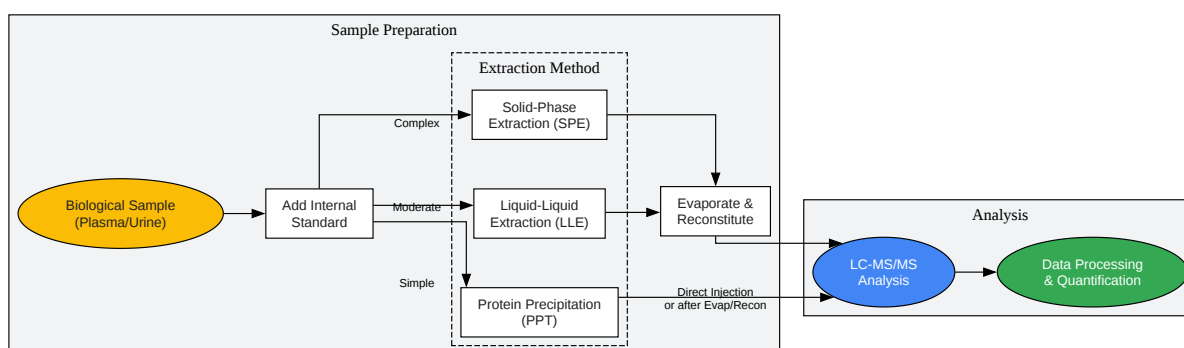 Sample Preparation
Extraction Method
Solid-Phase
Extraction (SPE)
Complex
Biological Sample
(Plasma/Urine)
Add Internal
Standard
Moderate
Liquid-Liquid
Extraction (LLE)
Evaporate &
Reconstitute
Simple
Protein Precipitation
(PPT)
Direct Injection
or after Evap/Recon
Analysis
LC-MS/MS
Analysis
Data Processing
& Quantification